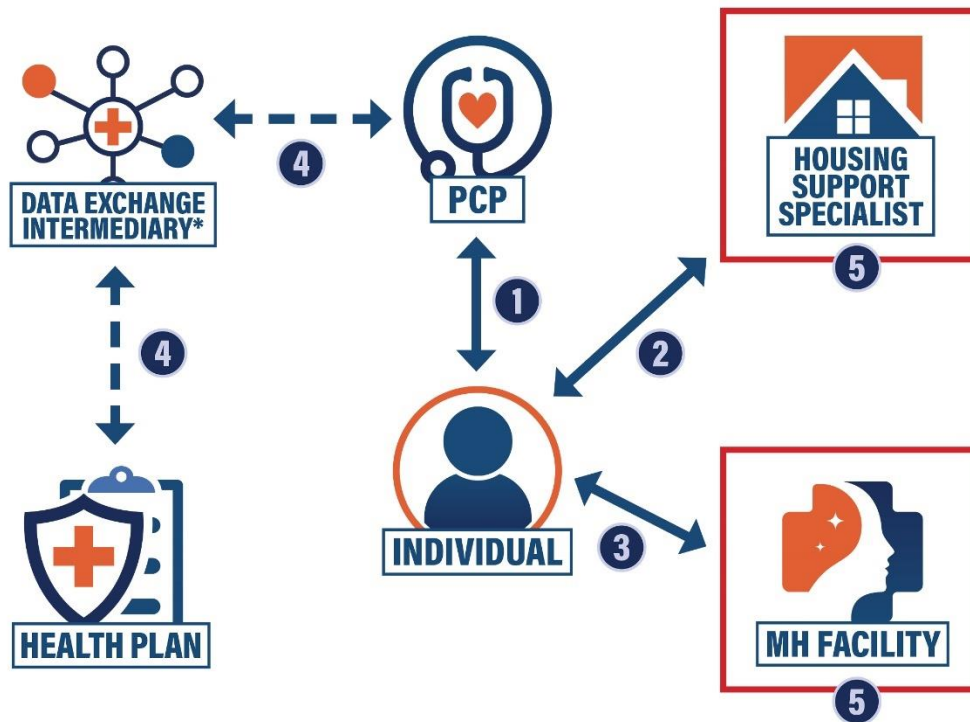 DATA EXCHANGE
INTERMEDIARY*
4
PCP
HOUSING
SUPPORT
SPECIALIST
5
1
2
4
INDIVIDUAL
3
HEALTH PLAN
MH FACILITY
5